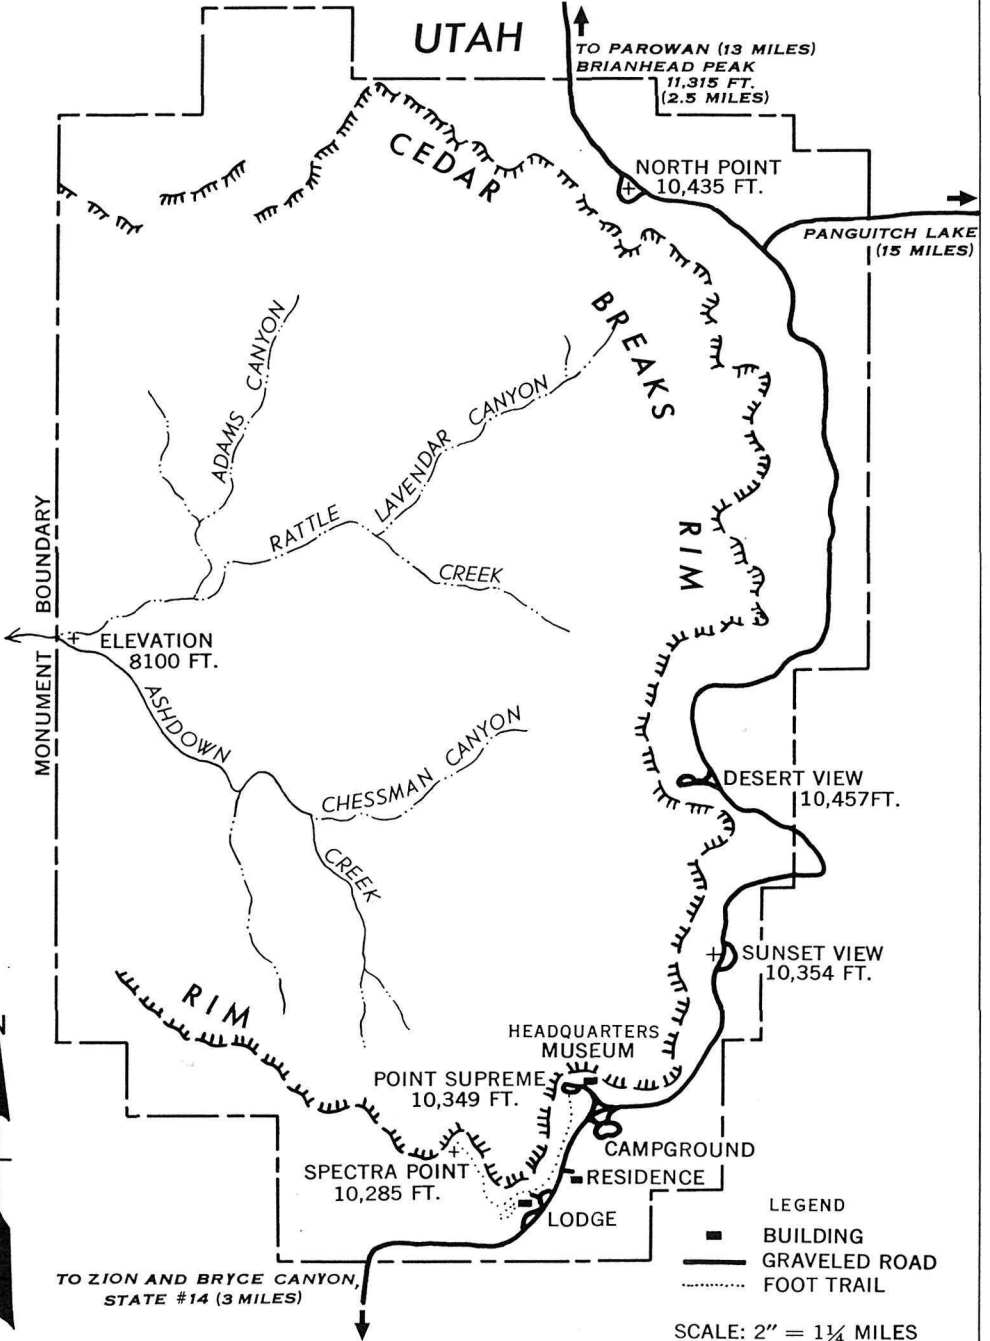 UTAH
TO PAROWAN (13 MILES)
BRIANHEAD PEAK
11,315 FT.
(2.5 MILES)
CEDAR
NORTH POINT
10,435 FT.
PANGUITCH LAKE
(15 MILES)
BREAKS
ADAMS CANYON
LAVENDAR CANYON
RATTLE
CREEK
RIM
MONUMENT BOUNDARY
ELEVATION
8100 FT.
ASHDOWN
CHESSMAN CANYON
CREEK
DESERT VIEW
10,457FT.
SUNSET VIEW
10,354 FT.
RIM
HEADQUARTERS
MUSEUM
POINT SUPREME
10,349 FT.
CAMPGROUND
SPECTRA POINT
10,285 FT.
RESIDENCE
LODGE
LEGEND
BUILDING
GRAVELED ROAD
FOOT TRAIL
TO ZION AND BRYCE CANYON,
STATE #14 (3 MILES)
SCALE: 2" = 1¼ MILES